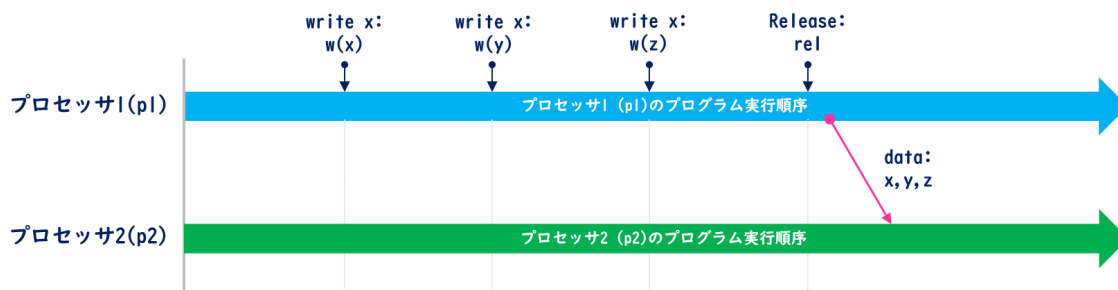 write x:
w(x)
write x:
w(y)
write x:
w(z)
Release:
rel
プロセッサ1(p1)
プロセッサ1 (p1)のプログラム実行順序
data:
x,y,z
プロセッサ2(p2)
プロセッサ2 (p2)のプログラム実行順序